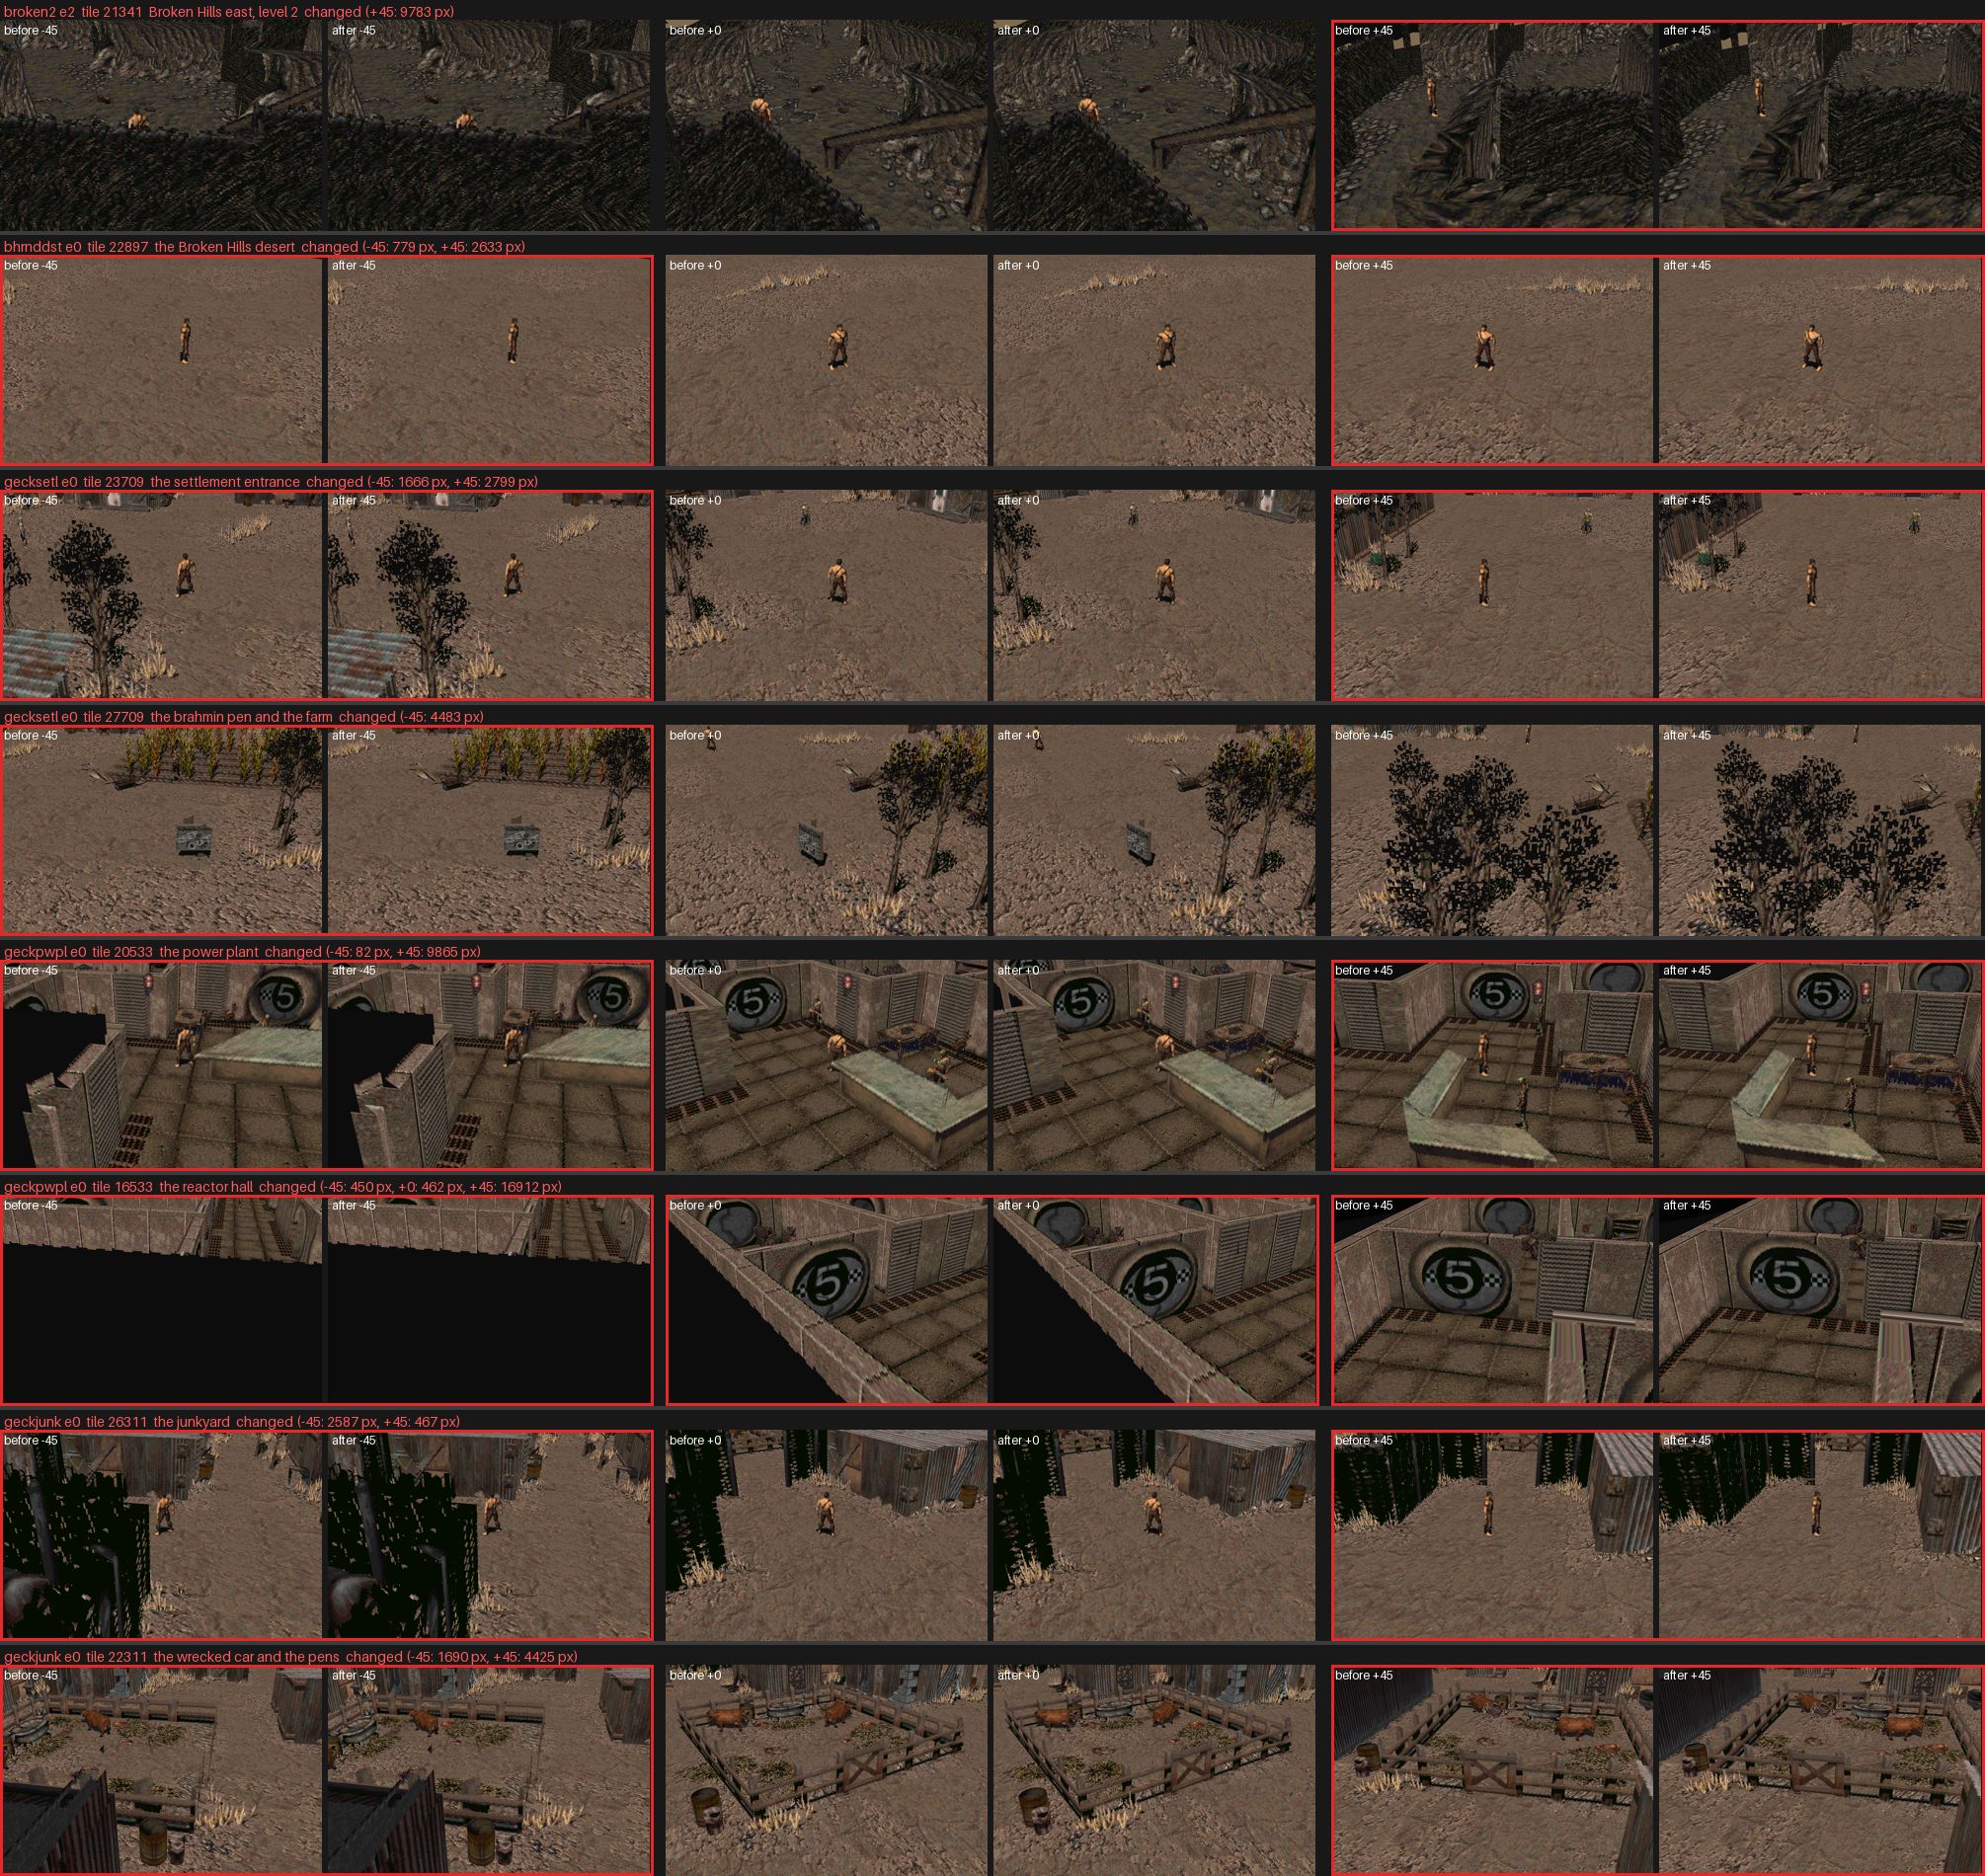 broken2 e2 tile 21341 Broken Hills east, level 2 changed (+45: 9783 px)
before -45 after -45 before +0 after +0 before +45 after +45
bhrnddst e0 tile 22897 the Broken Hills desert changed (-45: 779 px, +45: 2633 px)
before -45 after -45 before +0 after +0 before +45 after +45
gecksetl e0 tile 23709 the settlement entrance changed (-45: 1666 px, +45: 2799 px)
before -45 after -45 before +0 after +0 before +45 after +45
gecksetl e0 tile 27709 the brahmin pen and the farm changed (-45: 4483 px)
before -45 after -45 before +0 after +0 before +45 after +45
geckpwpl e0 tile 20533 the power plant changed (-45: 82 px, +45: 9865 px)
before -45 after -45 before +0 after +0 before +45 after +45
5 5 5 5 5 5
geckpwpl e0 tile 16533 the reactor hall changed (-45: 450 px, +0: 462 px, +45: 16912 px)
before -45 after -45 before +0 after +0 before +45 after +45
5 5 5 5
geckjunk e0 tile 26311 the junkyard changed (-45: 2587 px, +45: 467 px)
before -45 after -45 before +0 after +0 before +45 after +45
geckjunk e0 tile 22311 the wrecked car and the pens changed (-45: 1690 px, +45: 4425 px)
before -45 after -45 before +0 after +0 before +45 after +45